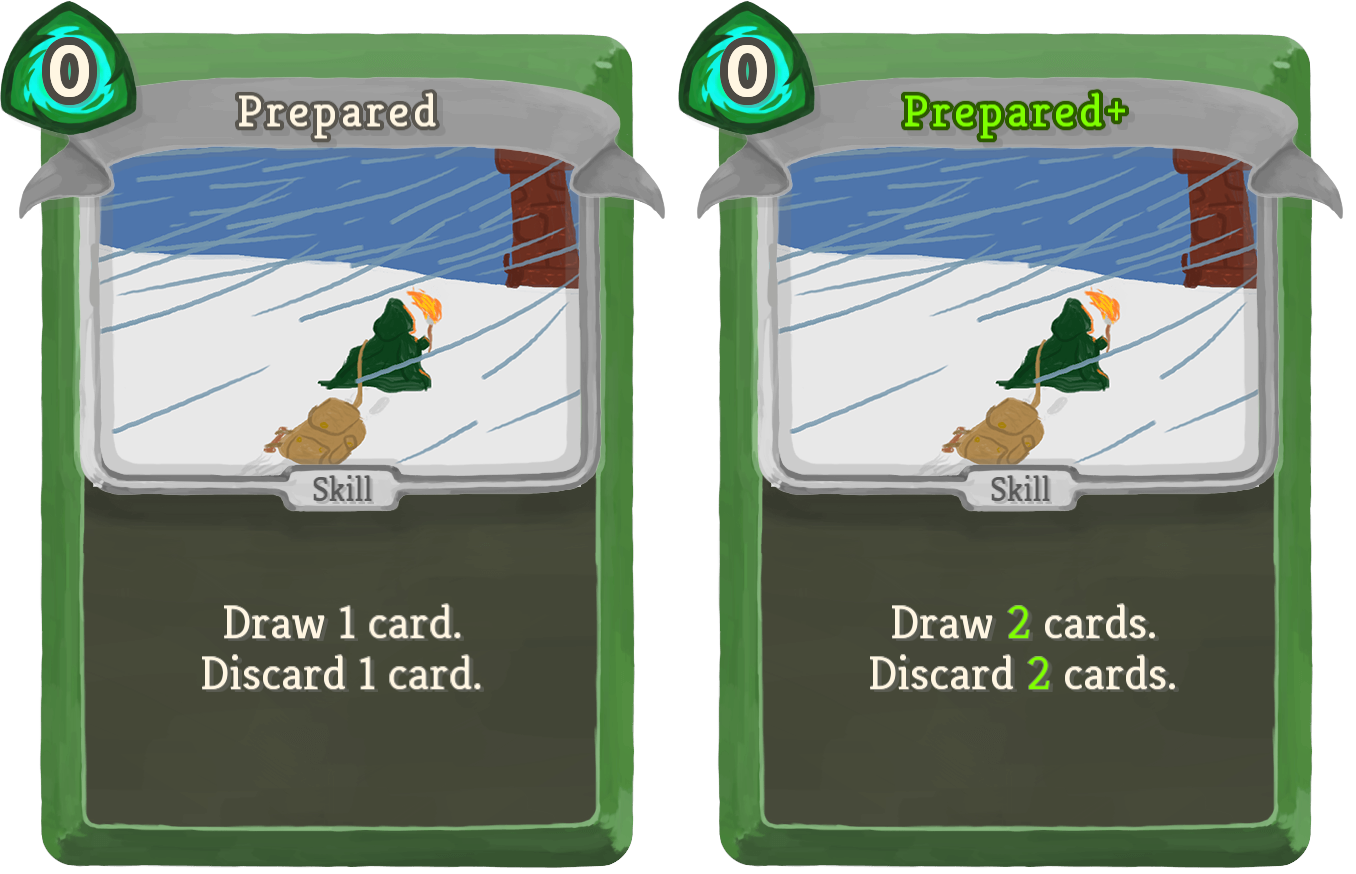 0
Prepared
Skill
Draw 1 card.
Discard 1 card.
0
Prepared+
Skill
Draw 2 cards.
Discard 2 cards.